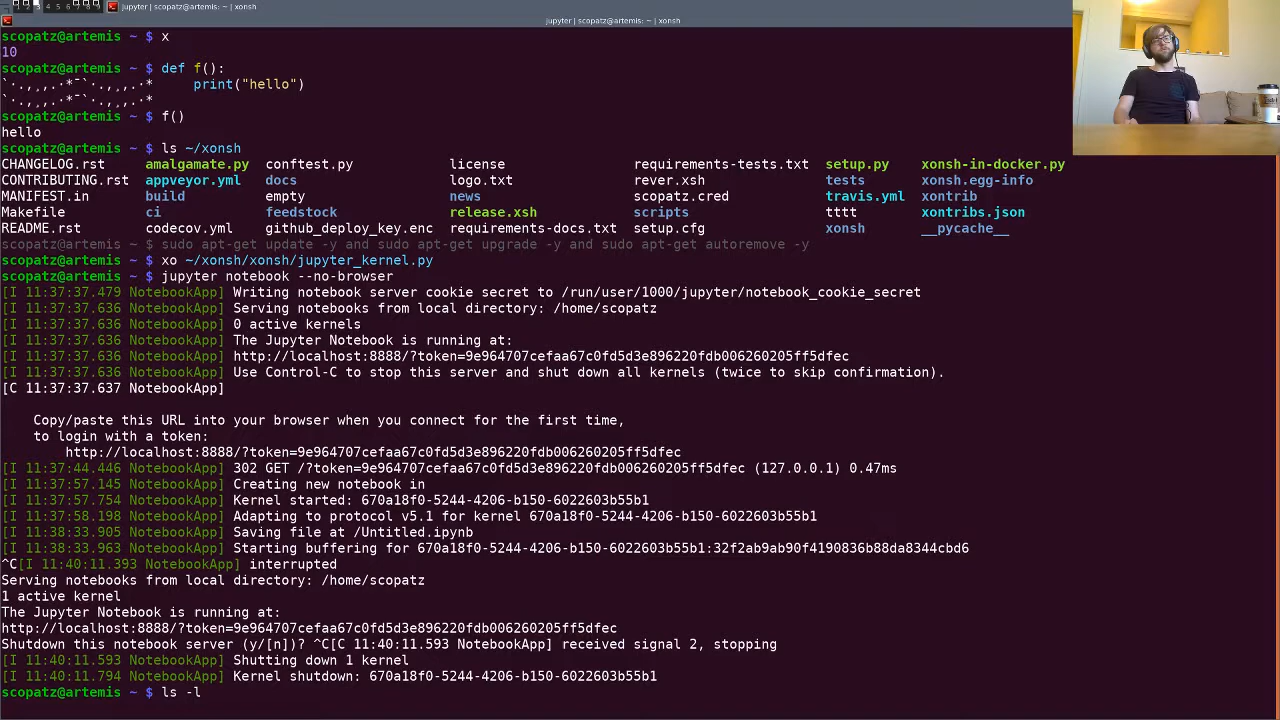 1 2 3 4 5 6 7 8 9 jupyter | scopatz@artemis: ~ | xonsh
jupyter | scopatz@artemis: ~ | xonsh
scopatz@artemis ~ $ x
10
scopatz@artemis ~ $ def f():
`·.,¸,.·*¯`·.,¸,.·*     print("hello")
`·.,¸,.·*¯`·.,¸,.·*
scopatz@artemis ~ $ f()
hello
scopatz@artemis ~ $ ls ~/xonsh
CHANGELOG.rst amalgamate.py conftest.py license requirements-tests.txt setup.py xonsh-in-docker.py
CONTRIBUTING.rst appveyor.yml docs logo.txt rever.xsh tests xonsh.egg-info
MANIFEST.in build empty news scopatz.cred travis.yml xontrib
Makefile ci feedstock release.xsh scripts tttt xontribs.json
README.rst codecov.yml github_deploy_key.enc requirements-docs.txt setup.cfg xonsh __pycache__
scopatz@artemis ~ $ sudo apt-get update -y and sudo apt-get upgrade -y and sudo apt-get autoremove -y
scopatz@artemis ~ $ xo ~/xonsh/xonsh/jupyter_kernel.py
scopatz@artemis ~ $ jupyter notebook --no-browser
[I 11:37:37.479 NotebookApp] Writing notebook server cookie secret to /run/user/1000/jupyter/notebook_cookie_secret
[I 11:37:37.636 NotebookApp] Serving notebooks from local directory: /home/scopatz
[I 11:37:37.636 NotebookApp] 0 active kernels
[I 11:37:37.636 NotebookApp] The Jupyter Notebook is running at:
[I 11:37:37.636 NotebookApp] http://localhost:8888/?token=9e964707cefaa67c0fd5d3e896220fdb006260205ff5dfec
[I 11:37:37.636 NotebookApp] Use Control-C to stop this server and shut down all kernels (twice to skip confirmation).
[C 11:37:37.637 NotebookApp]
Copy/paste this URL into your browser when you connect for the first time,
to login with a token:
http://localhost:8888/?token=9e964707cefaa67c0fd5d3e896220fdb006260205ff5dfec
[I 11:37:44.446 NotebookApp] 302 GET /?token=9e964707cefaa67c0fd5d3e896220fdb006260205ff5dfec (127.0.0.1) 0.47ms
[I 11:37:57.145 NotebookApp] Creating new notebook in
[I 11:37:57.754 NotebookApp] Kernel started: 670a18f0-5244-4206-b150-6022603b55b1
[I 11:37:58.198 NotebookApp] Adapting to protocol v5.1 for kernel 670a18f0-5244-4206-b150-6022603b55b1
[I 11:38:33.905 NotebookApp] Saving file at /Untitled.ipynb
[I 11:38:33.963 NotebookApp] Starting buffering for 670a18f0-5244-4206-b150-6022603b55b1:32f2ab9ab90f4190836b88da8344cbd6
^C[I 11:40:11.393 NotebookApp] interrupted
Serving notebooks from local directory: /home/scopatz
1 active kernel
The Jupyter Notebook is running at:
http://localhost:8888/?token=9e964707cefaa67c0fd5d3e896220fdb006260205ff5dfec
Shutdown this notebook server (y/[n])? ^C[C 11:40:11.593 NotebookApp] received signal 2, stopping
[I 11:40:11.593 NotebookApp] Shutting down 1 kernel
[I 11:40:11.794 NotebookApp] Kernel shutdown: 670a18f0-5244-4206-b150-6022603b55b1
scopatz@artemis ~ $ ls -l